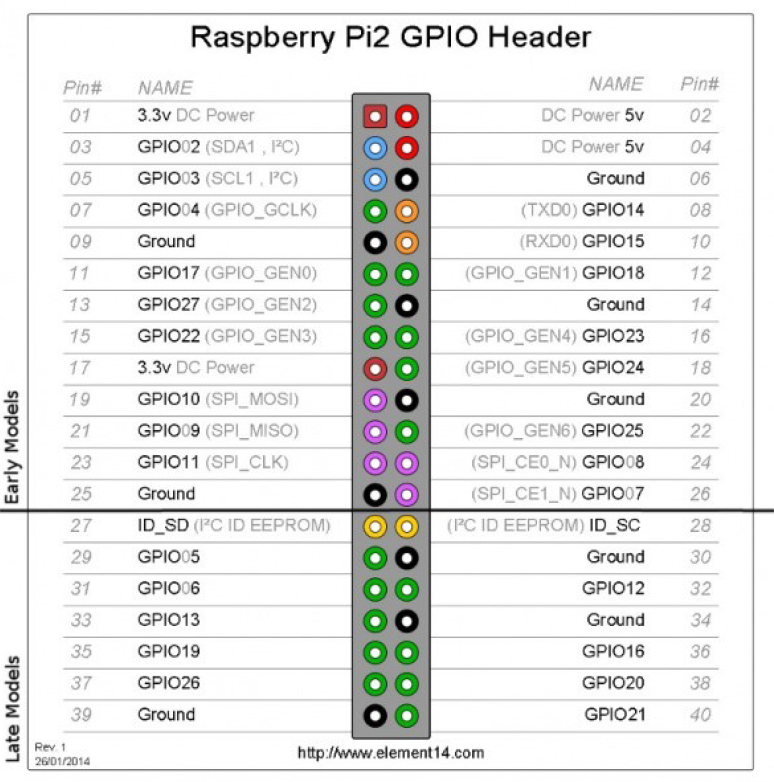 Raspberry Pi2 GPIO Header
Pin# NAME NAME Pin#
01 3.3v DC Power DC Power 5v 02
03 GPIO02 (SDA1 , I²C) DC Power 5v 04
05 GPIO03 (SCL1 , I²C) Ground 06
07 GPIO04 (GPIO_GCLK) (TXD0) GPIO14 08
09 Ground (RXD0) GPIO15 10
11 GPIO17 (GPIO_GEN0) (GPIO_GEN1) GPIO18 12
13 GPIO27 (GPIO_GEN2) Ground 14
15 GPIO22 (GPIO_GEN3) (GPIO_GEN4) GPIO23 16
17 3.3v DC Power (GPIO_GEN5) GPIO24 18
19 GPIO10 (SPI_MOSI) Ground 20
21 GPIO09 (SPI_MISO) (GPIO_GEN6) GPIO25 22
23 GPIO11 (SPI_CLK) (SPI_CE0_N) GPIO08 24
25 Ground (SPI_CE1_N) GPIO07 26
Early Models
27 ID_SD (I²C ID EEPROM) (I²C ID EEPROM) ID_SC 28
29 GPIO05 Ground 30
31 GPIO06 GPIO12 32
33 GPIO13 Ground 34
35 GPIO19 GPIO16 36
37 GPIO26 GPIO20 38
39 Ground GPIO21 40
Late Models
Rev. 1
26/01/2014
http://www.element14.com